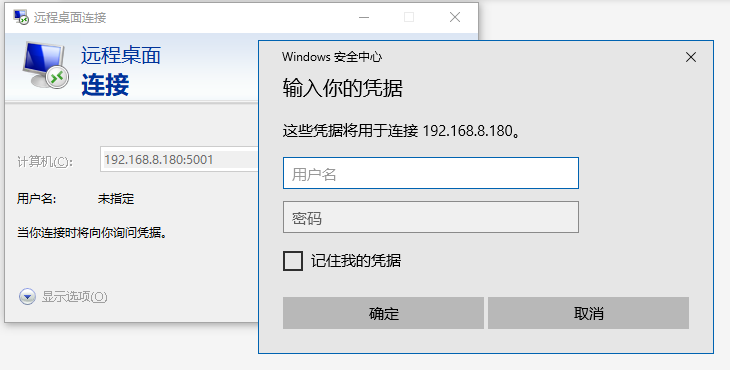 远程桌面连接
远程桌面
连接
计算机(C):
192.168.8.180:5001
用户名:
未指定
当你连接时将向你询问凭据。
显示选项(O)
Windows 安全中心
输入你的凭据
这些凭据将用于连接 192.168.8.180。
用户名
密码
记住我的凭据
确定
取消